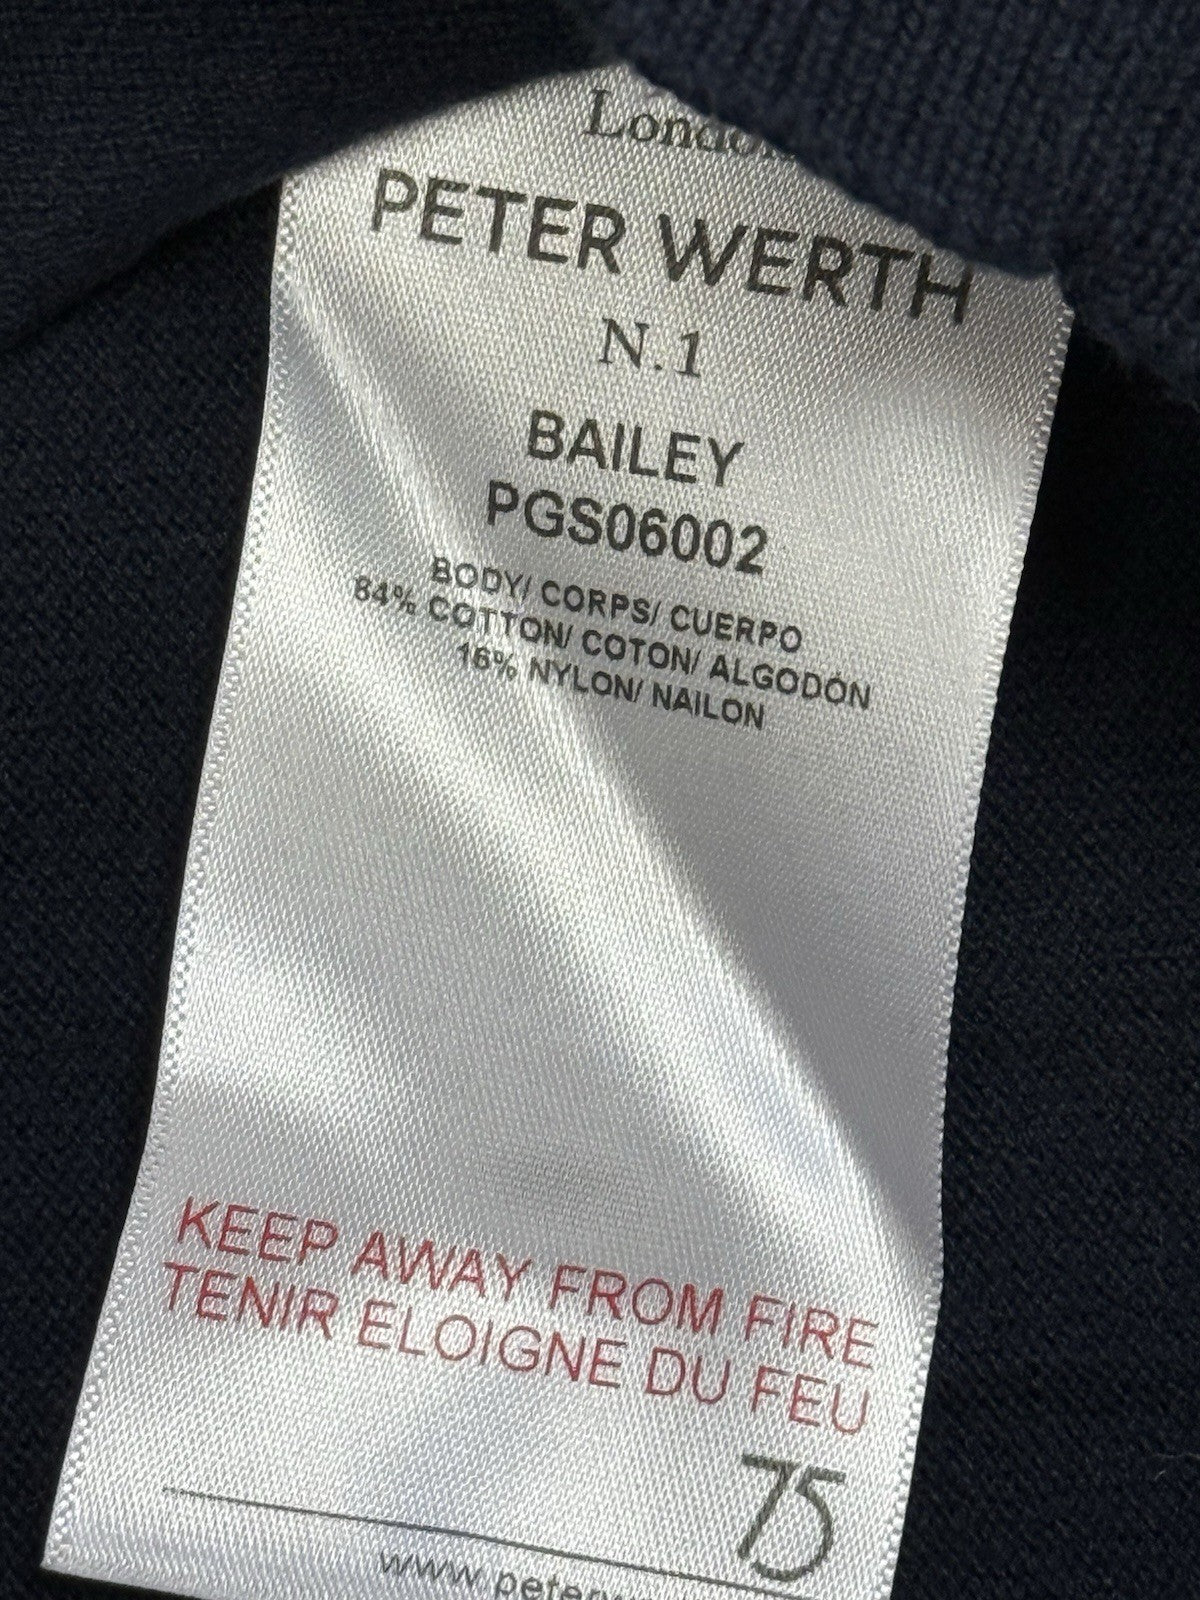 PETER WERTH
N.1
BAILEY
PGS06002
BODY/ CORPS/ CUERPO
84% COTTON/ COTON/ ALGODÓN
16% NYLON/ NAILON
KEEP AWAY FROM FIRE
TENIR ELOIGNE DU FEU
75